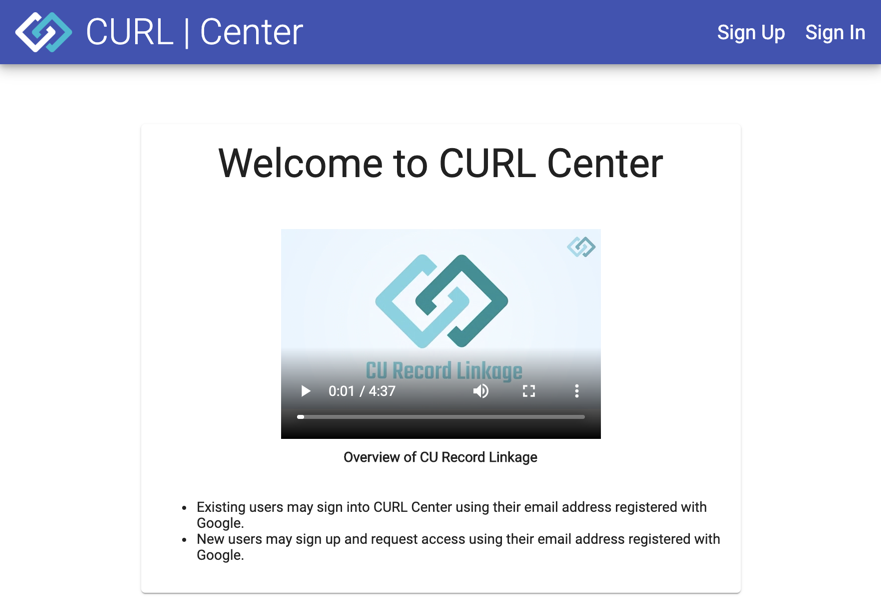 CURL | Center
Sign Up
Sign In
Welcome to CURL Center
CU Record Linkage
0:01 / 4:37
Overview of CU Record Linkage
• Existing users may sign into CURL Center using their email address registered with
Google.
• New users may sign up and request access using their email address registered with
Google.